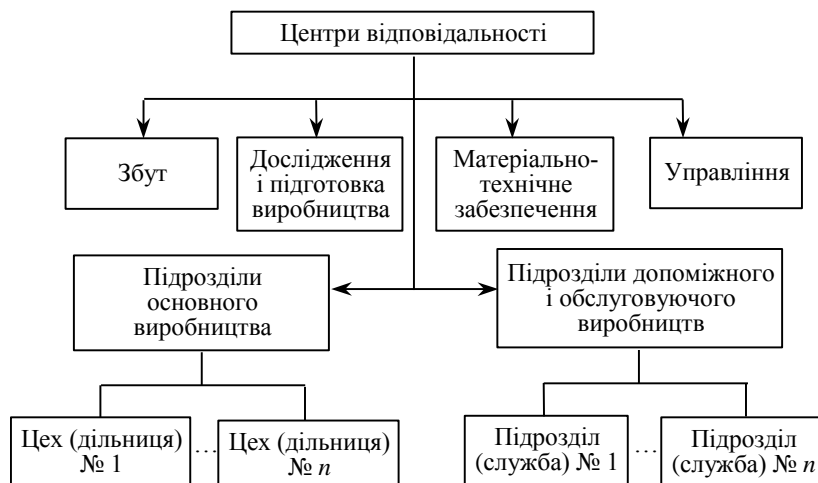 Центри відповідальності
Збут
Дослідження
і підготовка
виробництва
Матеріально-
технічне
забезпечення
Управління
Підрозділи
основного
виробництва
Підрозділи допоміжного
і обслуговуючого
виробництв
Цех (дільниця)
№ 1
...
Цех (дільниця)
№ n
Підрозділ
(служба) № 1
...
Підрозділ
(служба) № n